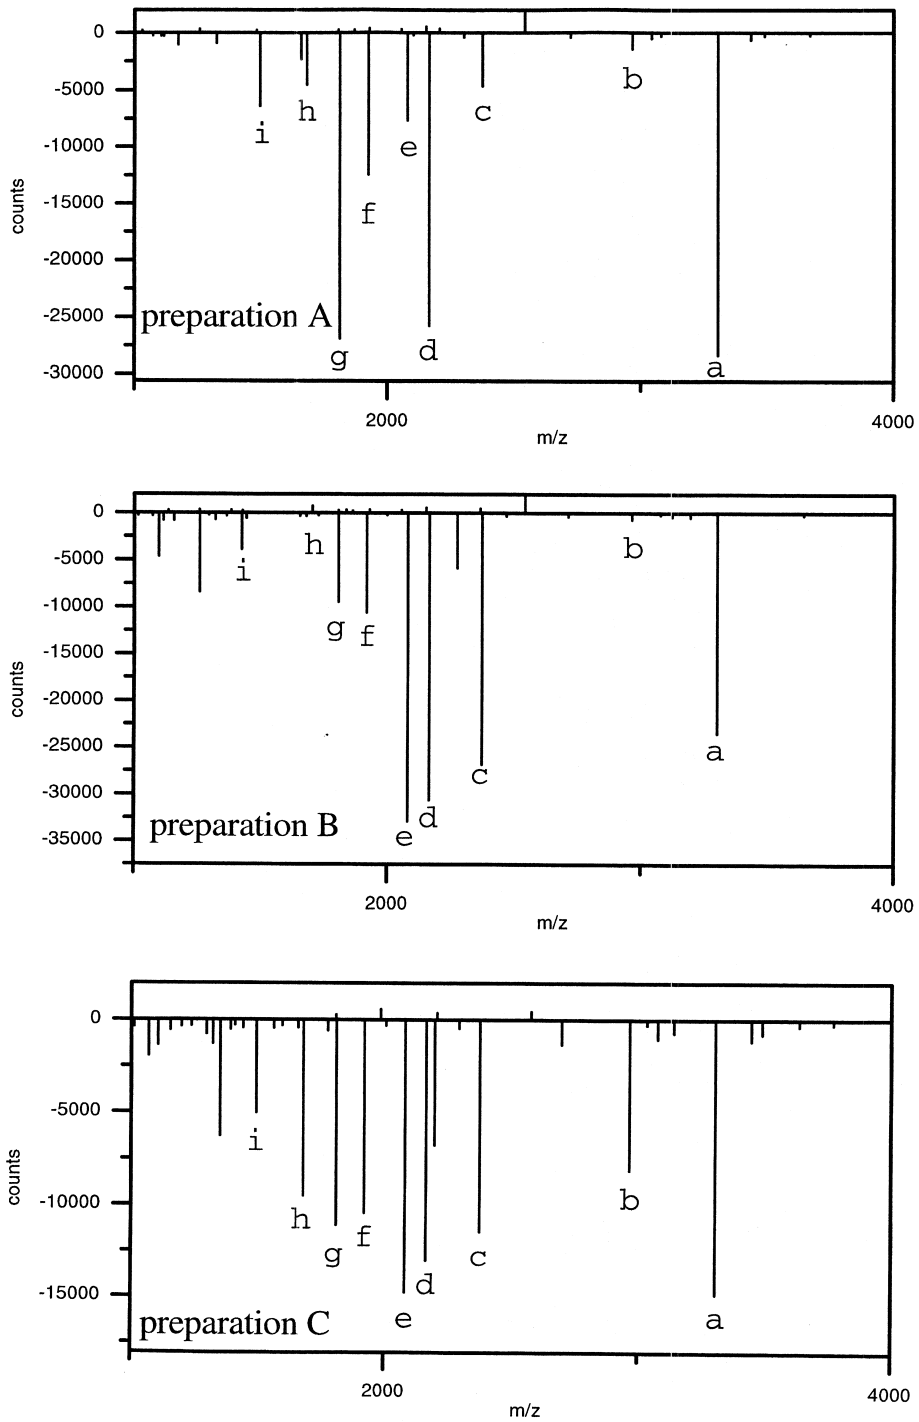 0
-5000
-10000
-15000
-20000
-25000
-30000
counts
i
h
g
f
e
d
c
b
a
preparation A
2000
4000
m/z
0
-5000
-10000
-15000
-20000
-25000
-30000
-35000
counts
i
h
g
f
e
d
c
b
a
preparation B
2000
4000
m/z
0
-5000
-10000
-15000
counts
i
h
g
f
e
d
c
b
a
preparation C
2000
4000
m/z